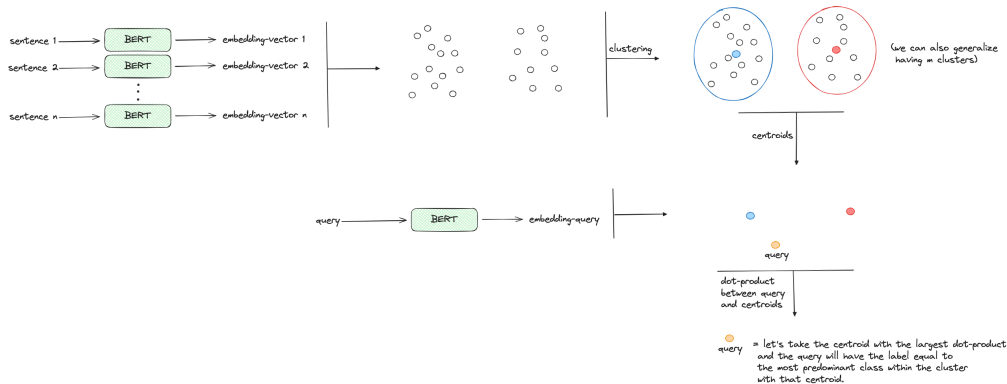 sentence 1
BERT
embedding-vector 1
sentence 2
BERT
embedding-vector 2
sentence n
BERT
embedding-vector n
clustering
(we can also generalize
having m clusters)
centroids
query
BERT
embedding-query
query
dot-product
between query
and centroids
query
= let's take the centroid with the largest dot-product
and the query will have the label equal to
the most predominant class within the cluster
with that centroid.